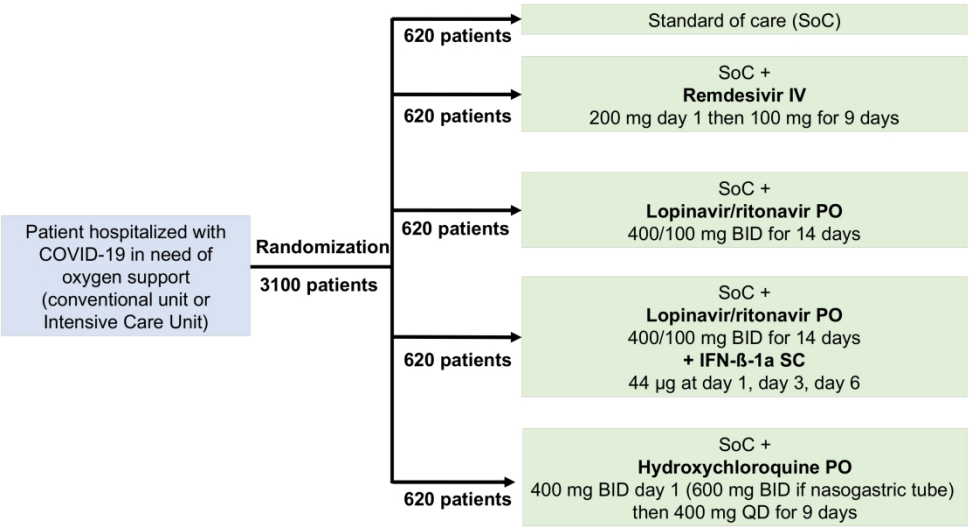 Patient hospitalized with
COVID-19 in need of
oxygen support
(conventional unit or
Intensive Care Unit)
Randomization
3100 patients
620 patients
Standard of care (SoC)
620 patients
SoC +
Remdesivir IV
200 mg day 1 then 100 mg for 9 days
620 patients
SoC +
Lopinavir/ritonavir PO
400/100 mg BID for 14 days
620 patients
SoC +
Lopinavir/ritonavir PO
400/100 mg BID for 14 days
+ IFN-ß-1a SC
44 µg at day 1, day 3, day 6
620 patients
SoC +
Hydroxychloroquine PO
400 mg BID day 1 (600 mg BID if nasogastric tube)
then 400 mg QD for 9 days